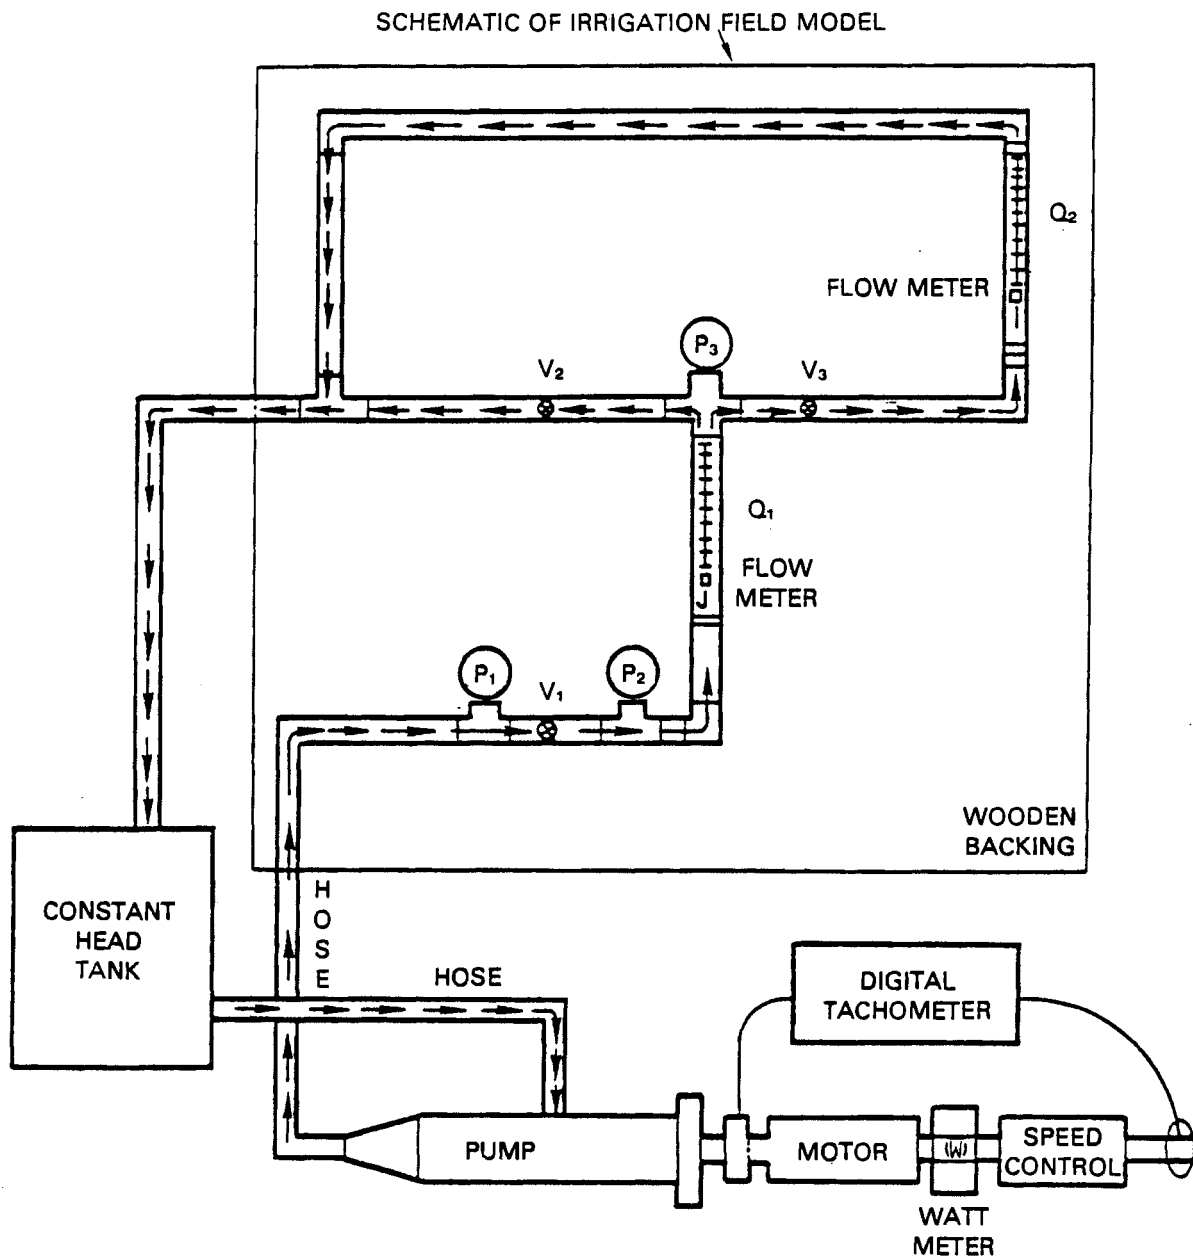 SCHEMATIC OF IRRIGATION FIELD MODEL
Q₂
FLOW METER
P₃
V₂
V₃
Q₁
FLOW
METER
P₁
V₁
P₂
WOODEN
BACKING
HOSE
CONSTANT
HEAD
TANK
HOSE
DIGITAL
TACHOMETER
PUMP
MOTOR
(W)
SPEED
CONTROL
WATT
METER